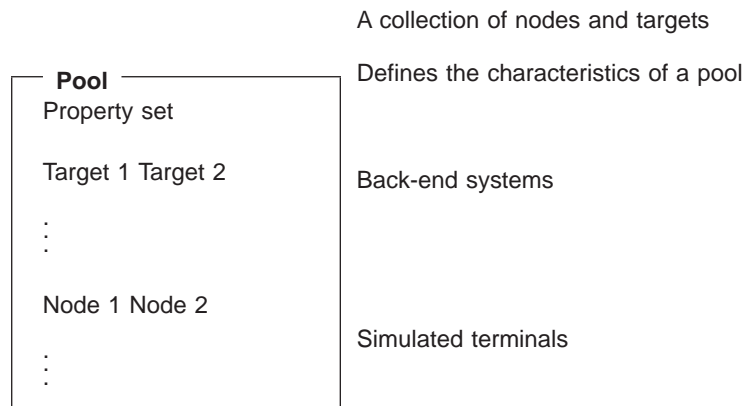 A collection of nodes and targets
Pool
Defines the characteristics of a pool
Property set
Target 1 Target 2
Back-end systems
.
.
.
Node 1 Node 2
Simulated terminals
.
.
.